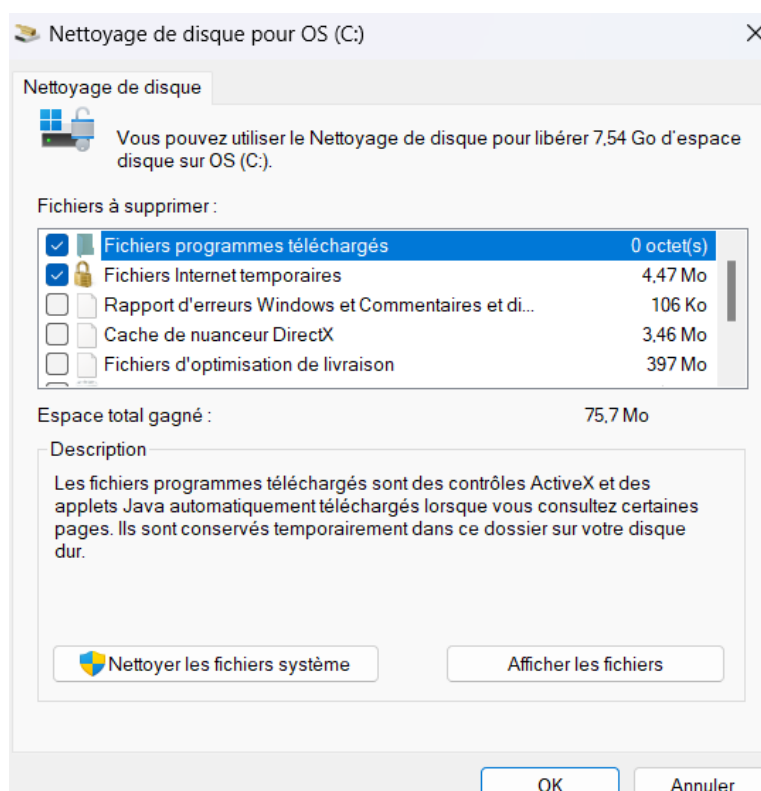 Nettoyage de disque pour OS (C:)
Nettoyage de disque
Vous pouvez utiliser le Nettoyage de disque pour libérer 7,54 Go d'espace
disque sur OS (C:).
Fichiers à supprimer :
Fichiers programmes téléchargés 0 octet(s)
Fichiers Internet temporaires 4,47 Mo
Rapport d'erreurs Windows et Commentaires et di... 106 Ko
Cache de nuanceur DirectX 3,46 Mo
Fichiers d'optimisation de livraison 397 Mo
Espace total gagné : 75,7 Mo
Description
Les fichiers programmes téléchargés sont des contrôles ActiveX et des
applets Java automatiquement téléchargés lorsque vous consultez certaines
pages. Ils sont conservés temporairement dans ce dossier sur votre disque
dur.
Nettoyer les fichiers système Afficher les fichiers
OK Annuler